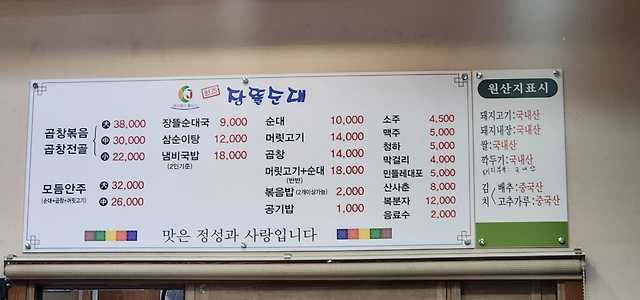 원조 장뜰순대
곱창볶음
곱창전골
大 38,000
中 30,000
小 22,000
모듬안주
(순대+곱창+머릿고기)
大 32,000
中 26,000
장뜰순대국 9,000
삼순이탕 12,000
냄비국밥 18,000
(2인기준)
순대 10,000
머릿고기 14,000
곱창 14,000
머릿고기+순대 18,000
(반반)
볶음밥 (2개이상가능) 2,000
공기밥 1,000
소주 4,500
맥주 5,000
청하 5,000
막걸리 4,000
민들레대포 5,000
산사춘 8,000
복분자 12,000
음료수 2,000
맛은 정성과 사랑입니다
원산지표시
돼지고기:국내산
돼지내장:국내산
쌀:국내산
깍두기:국내산
김치
배추:중국산
고추가루:중국산